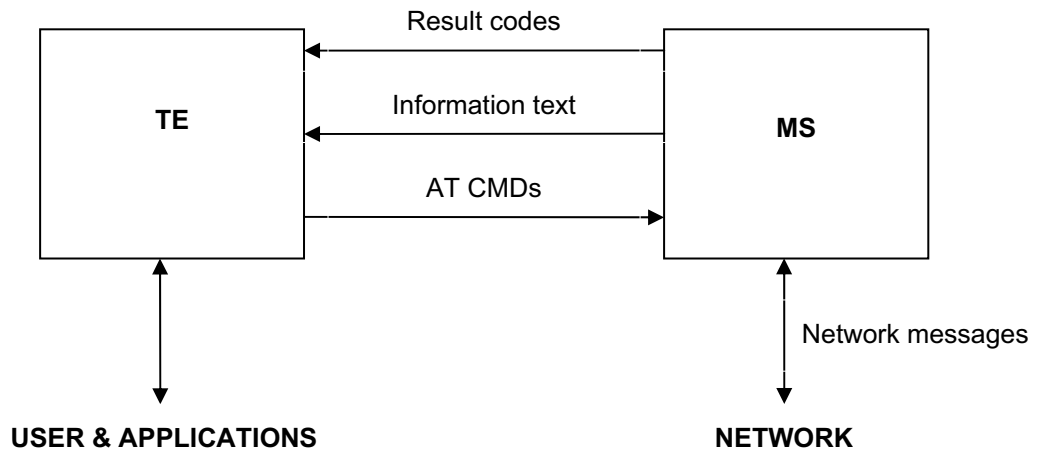 Result codes
TE
Information text
MS
AT CMDs
Network messages
USER & APPLICATIONS
NETWORK